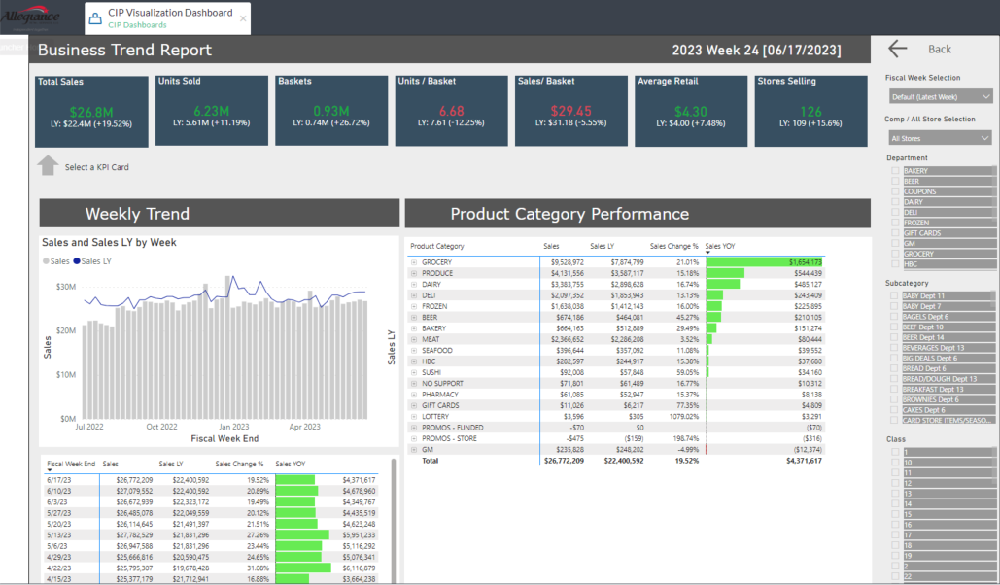 Allegiance
CIP Visualization Dashboard
CIP Dashboards
Business Trend Report
2023 Week 24 [06/17/2023]
Back
Total Sales
$26.8M
LY: $22.4M (+19.52%)
Units Sold
6.23M
LY: 5.61M (+11.19%)
Baskets
0.93M
LY: 0.74M (+26.72%)
Units / Basket
6.68
LY: 7.61 (-12.25%)
Sales/ Basket
$29.45
LY: $31.18 (-5.55%)
Average Retail
$4.30
LY: $4.00 (+7.48%)
Stores Selling
126
LY: 109 (+15.6%)
Select a KPI Card
Weekly Trend
Sales and Sales LY by Week
Sales Sales LY
$30M
$20M
$10M
$0M
Sales
Sales LY
Jul 2022 Oct 2022 Jan 2023 Apr 2023
Fiscal Week End
Fiscal Week End Sales Sales LY Sales Change % Sales YOY
6/17/23 $26,772,209 $22,400,592 19.52% $4,371,617
6/10/23 $27,079,552 $22,400,592 20.89% $4,678,960
6/3/23 $26,672,939 $22,323,172 19.49% $4,349,767
5/27/23 $26,485,078 $22,049,559 20.12% $4,435,519
5/20/23 $26,114,645 $21,491,397 21.51% $4,623,248
5/13/23 $27,782,529 $21,831,296 27.26% $5,951,233
5/6/23 $26,947,588 $21,831,296 23.44% $5,116,292
4/29/23 $25,666,816 $20,590,475 24.65% $5,076,341
4/22/23 $25,795,307 $19,678,428 31.08% $6,116,879
4/15/23 $25,377,179 $21,712,941 16.88% $3,664,238
Product Category Performance
Product Category Sales Sales LY Sales Change % Sales YOY
GROCERY $9,528,972 $7,874,799 21.01% $1,654,173
PRODUCE $4,131,556 $3,587,117 15.18% $544,439
DAIRY $3,383,755 $2,898,628 16.74% $485,127
DELI $2,097,352 $1,853,943 13.13% $243,409
FROZEN $1,638,038 $1,412,143 16.00% $225,895
BEER $674,186 $464,081 45.27% $210,105
BAKERY $664,163 $512,889 29.49% $151,274
MEAT $2,366,652 $2,286,208 3.52% $80,444
SEAFOOD $396,644 $357,092 11.08% $39,552
HBC $282,597 $244,917 15.38% $37,680
SUSHI $92,008 $57,848 59.05% $34,160
NO SUPPORT $71,801 $61,489 16.77% $10,312
PHARMACY $61,085 $52,947 15.37% $8,138
GIFT CARDS $11,026 $6,217 77.35% $4,809
LOTTERY $3,596 $305 1079.02% $3,291
PROMOS - FUNDED -$70 $0 ($70)
PROMOS - STORE -$475 ($159) 198.74% ($316)
GM $235,828 $248,202 -4.99% ($12,374)
Total $26,772,209 $22,400,592 19.52% $4,371,617
Fiscal Week Selection
Default (Latest Week)
Comp / All Store Selection
All Stores
Department
BAKERY
BEER
COUPONS
DAIRY
DELI
FROZEN
GIFT CARDS
GM
GROCERY
HBC
Subcategory
BABY Dept 11
BABY Dept 7
BAGELS Dept 6
BEEF Dept 10
BEER Dept 14
BEVERAGES Dept 13
BIG DEALS Dept 6
BREAD Dept 6
BREAD/DOUGH Dept 13
BREAKFAST Dept 13
BROWNIES Dept 6
CAKES Dept 6
CARD STORE ITEMS/SEASO...
Class
1
10
11
12
13
14
15
16
17
18
19
2
22